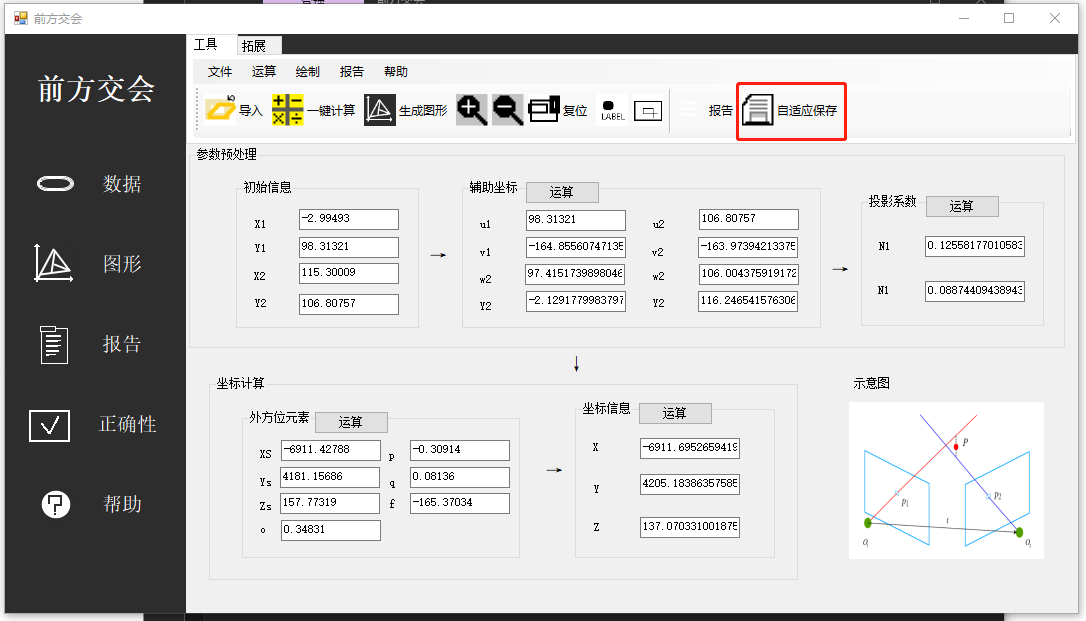 前方交会
前方交会
数据
图形
报告
正确性
帮助
工具 拓展
文件 运算 绘制 报告 帮助
导入 一键计算 生成图形 复位 LABEL 报告 自适应保存
参数预处理
初始信息
X1 -2.99493
Y1 98.31321
X2 115.30009
Y2 106.80757
→
辅助坐标 运算
u1 98.31321 u2 106.80757
v1 -164.85560747135 v2 -163.97394213375
w2 97.4151739898046 w2 106.004375919172
Y2 -2.1291779983797 Y2 116.246541576306
→
投影系数 运算
N1 0.12558177010583
N1 0.08874409438943
↓
坐标计算
外方位元素 运算
XS -6911.42788 p -0.30914
Ys 4181.15686 q 0.08136
Zs 157.77319 f -165.37034
o 0.34831
→
坐标信息 运算
X -6911.6952659419
Y 4205.18386357585
Z 137.070331001875
示意图
P
p1
p2
t